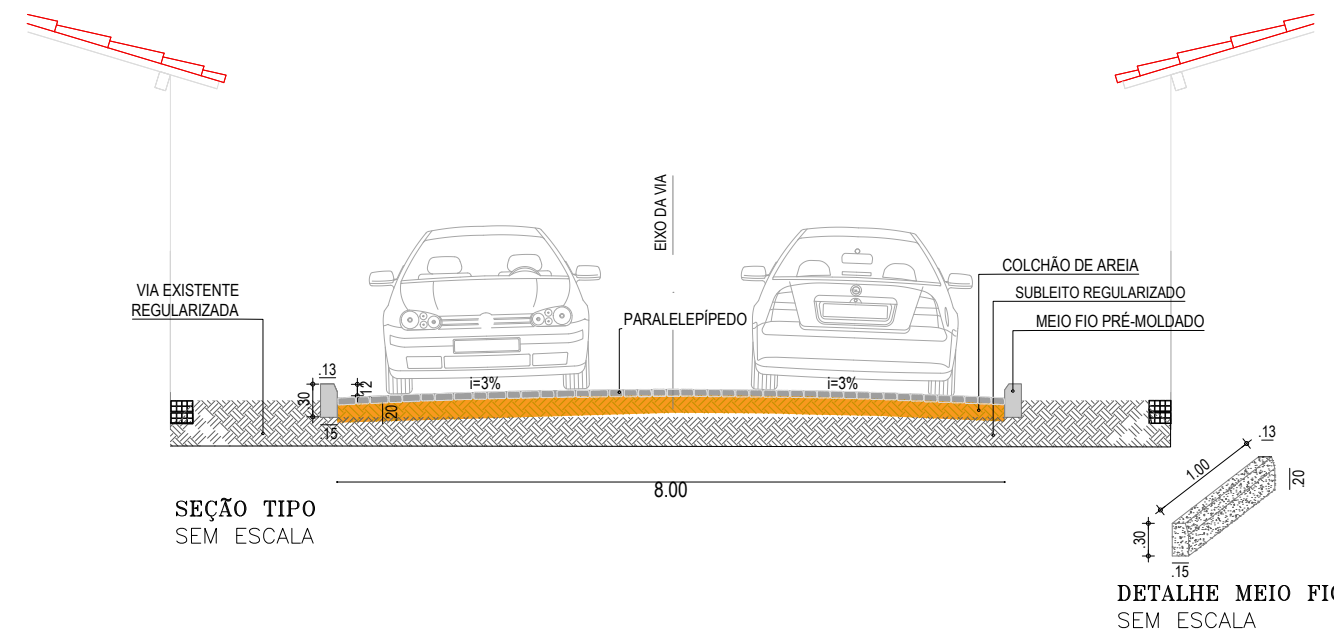 EIXO DA VIA
COLCHÃO DE AREIA
VIA EXISTENTE
REGULARIZADA
SUBLEITO REGULARIZADO
PARALELEPÍPEDO
MEIO FIO PRÉ-MOLDADO
.13
.12
i=3%
i=3%
.30
.20
.15
8.00
.13
1.00
.20
.30
.15
SEÇÃO TIPO
SEM ESCALA
DETALHE MEIO FIO
SEM ESCALA